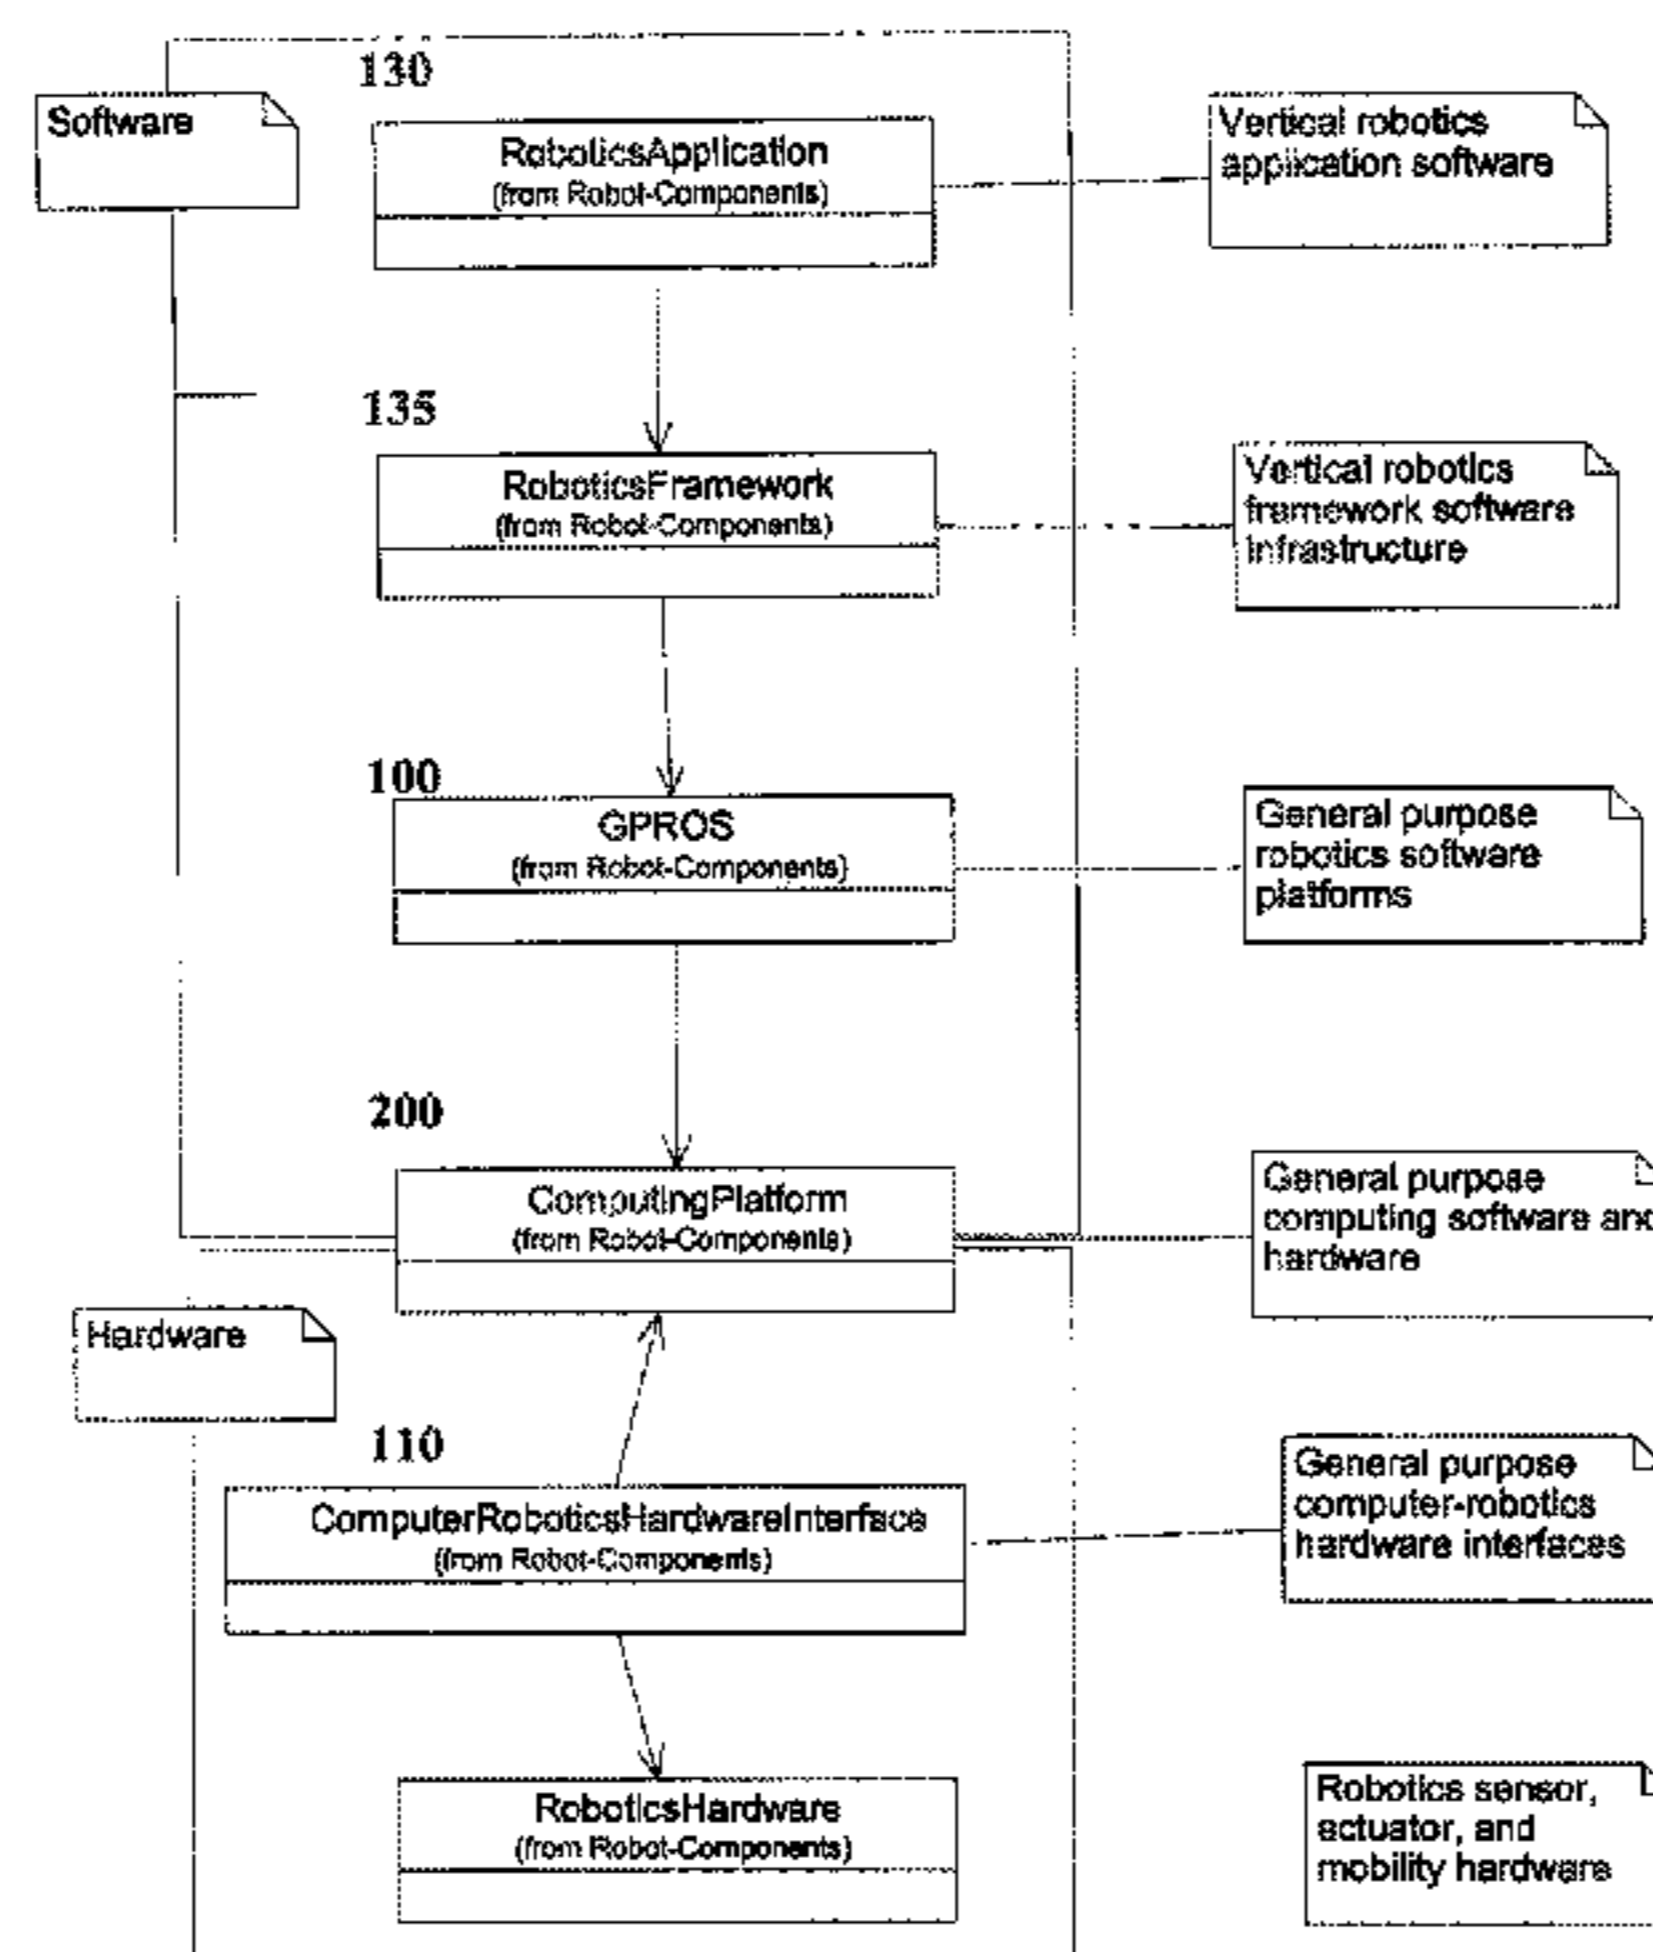 130
Software
RoboticsApplication
(from Robot-Components)
Vertical robotics
application software
135
RoboticsFramework
(from Robot-Components)
Vertical robotics
framework software
infrastructure
100
GPROS
(from Robot-Components)
General purpose
robotics software
platforms
200
ComputingPlatform
(from Robot-Components)
General purpose
computing software and
hardware
Hardware
110
ComputerRoboticsHardwareInterface
(from Robot-Components)
General purpose
computer-robotics
hardware interfaces
RoboticsHardware
(from Robot-Components)
Robotics sensor,
actuator, and
mobility hardware